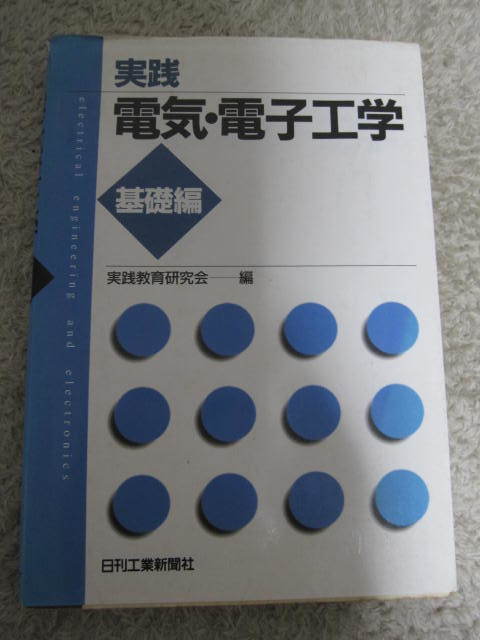 実践
電気・電子工学
基礎編
実践教育研究会──編
electrical engineering and electronics
日刊工業新聞社